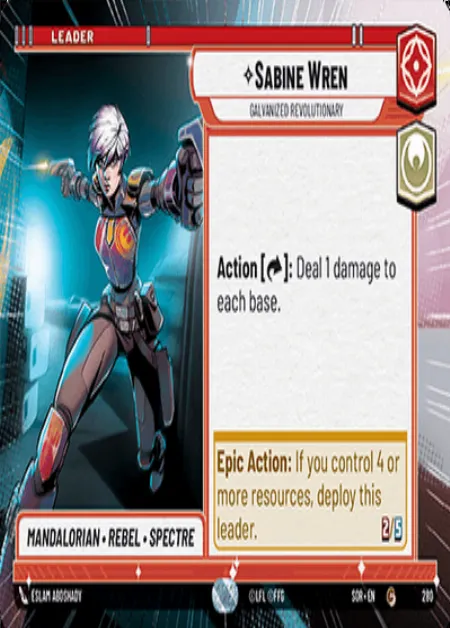 LEADER
SABINE WREN
GALVANIZED REVOLUTIONARY
Action [ ]: Deal 1 damage to
each base.
Epic Action: If you control 4 or
more resources, deploy this
leader.
2/5
MANDALORIAN • REBEL • SPECTRE
ESLAM ABOSHADY
©LFL ©FFG
SOR • EN
C
280